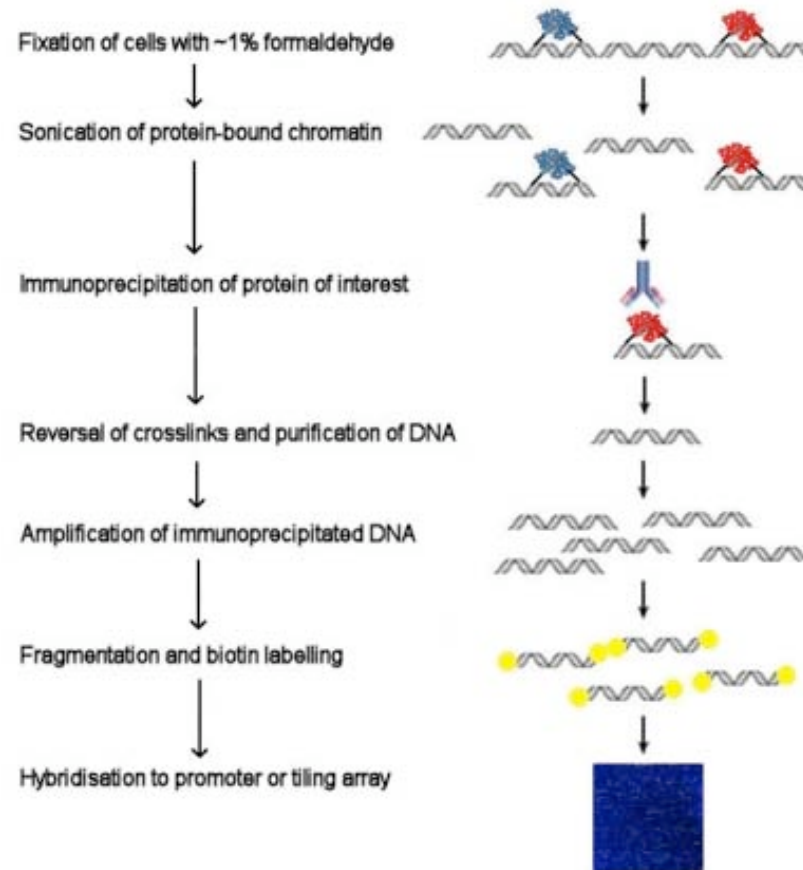 Fixation of cells with ~1% formaldehyde
Sonication of protein-bound chromatin
Immunoprecipitation of protein of interest
Reversal of crosslinks and purification of DNA
Amplification of immunoprecipitated DNA
Fragmentation and biotin labelling
Hybridisation to promoter or tiling array